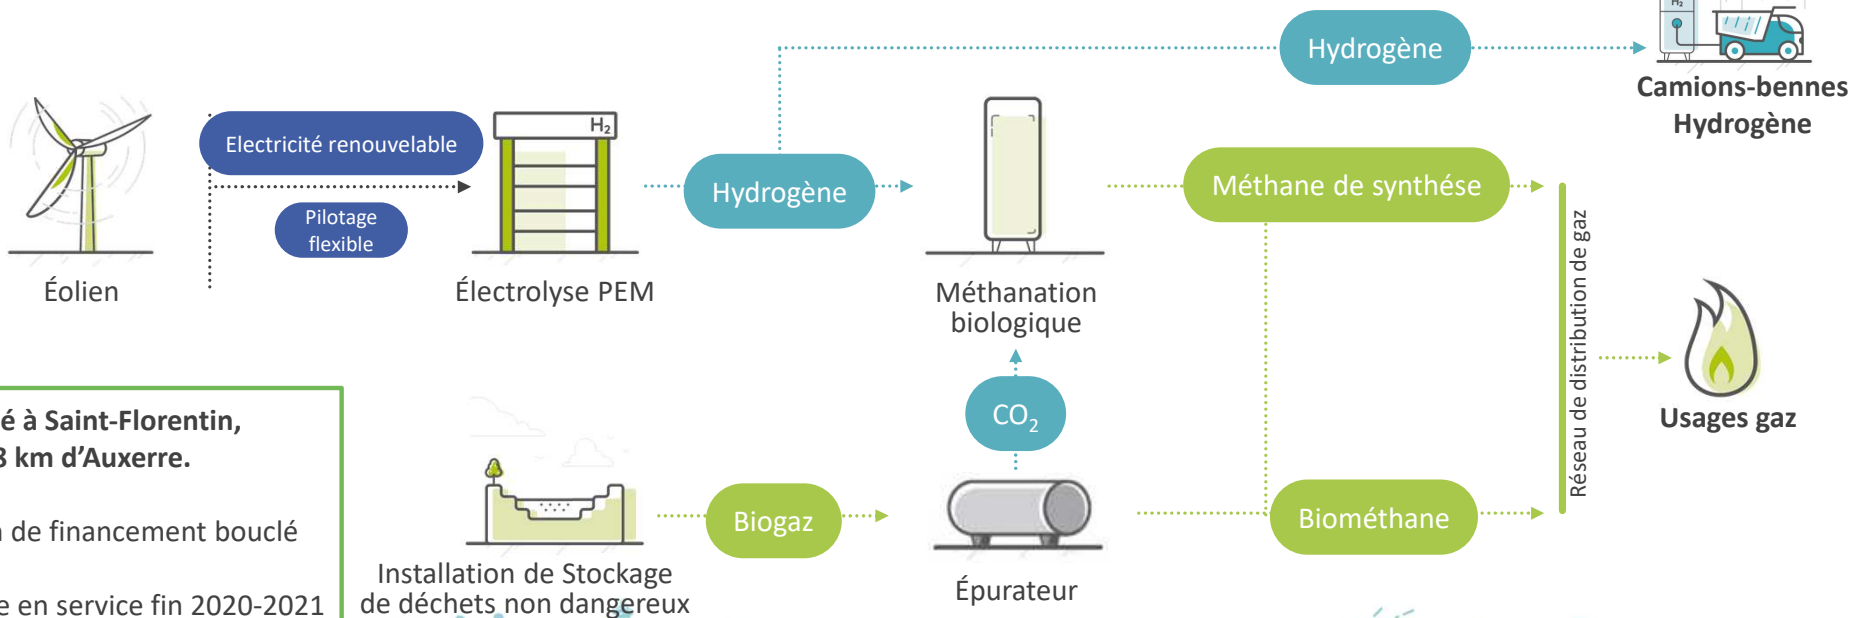 H2
Hydrogène
Camions-bennes
Hydrogène
Electricité renouvelable
Pilotage
flexible
H2
Hydrogène
Méthane de synthése
Éolien
Électrolyse PEM
Méthanation
biologique
Réseau de distribution de gaz
Usages gaz
CO2
à Saint-Florentin,
km d’Auxerre.
de financement bouclé
en service fin 2020-2021
Biogaz
Biométhane
Installation de Stockage
de déchets non dangereux
Épurateur